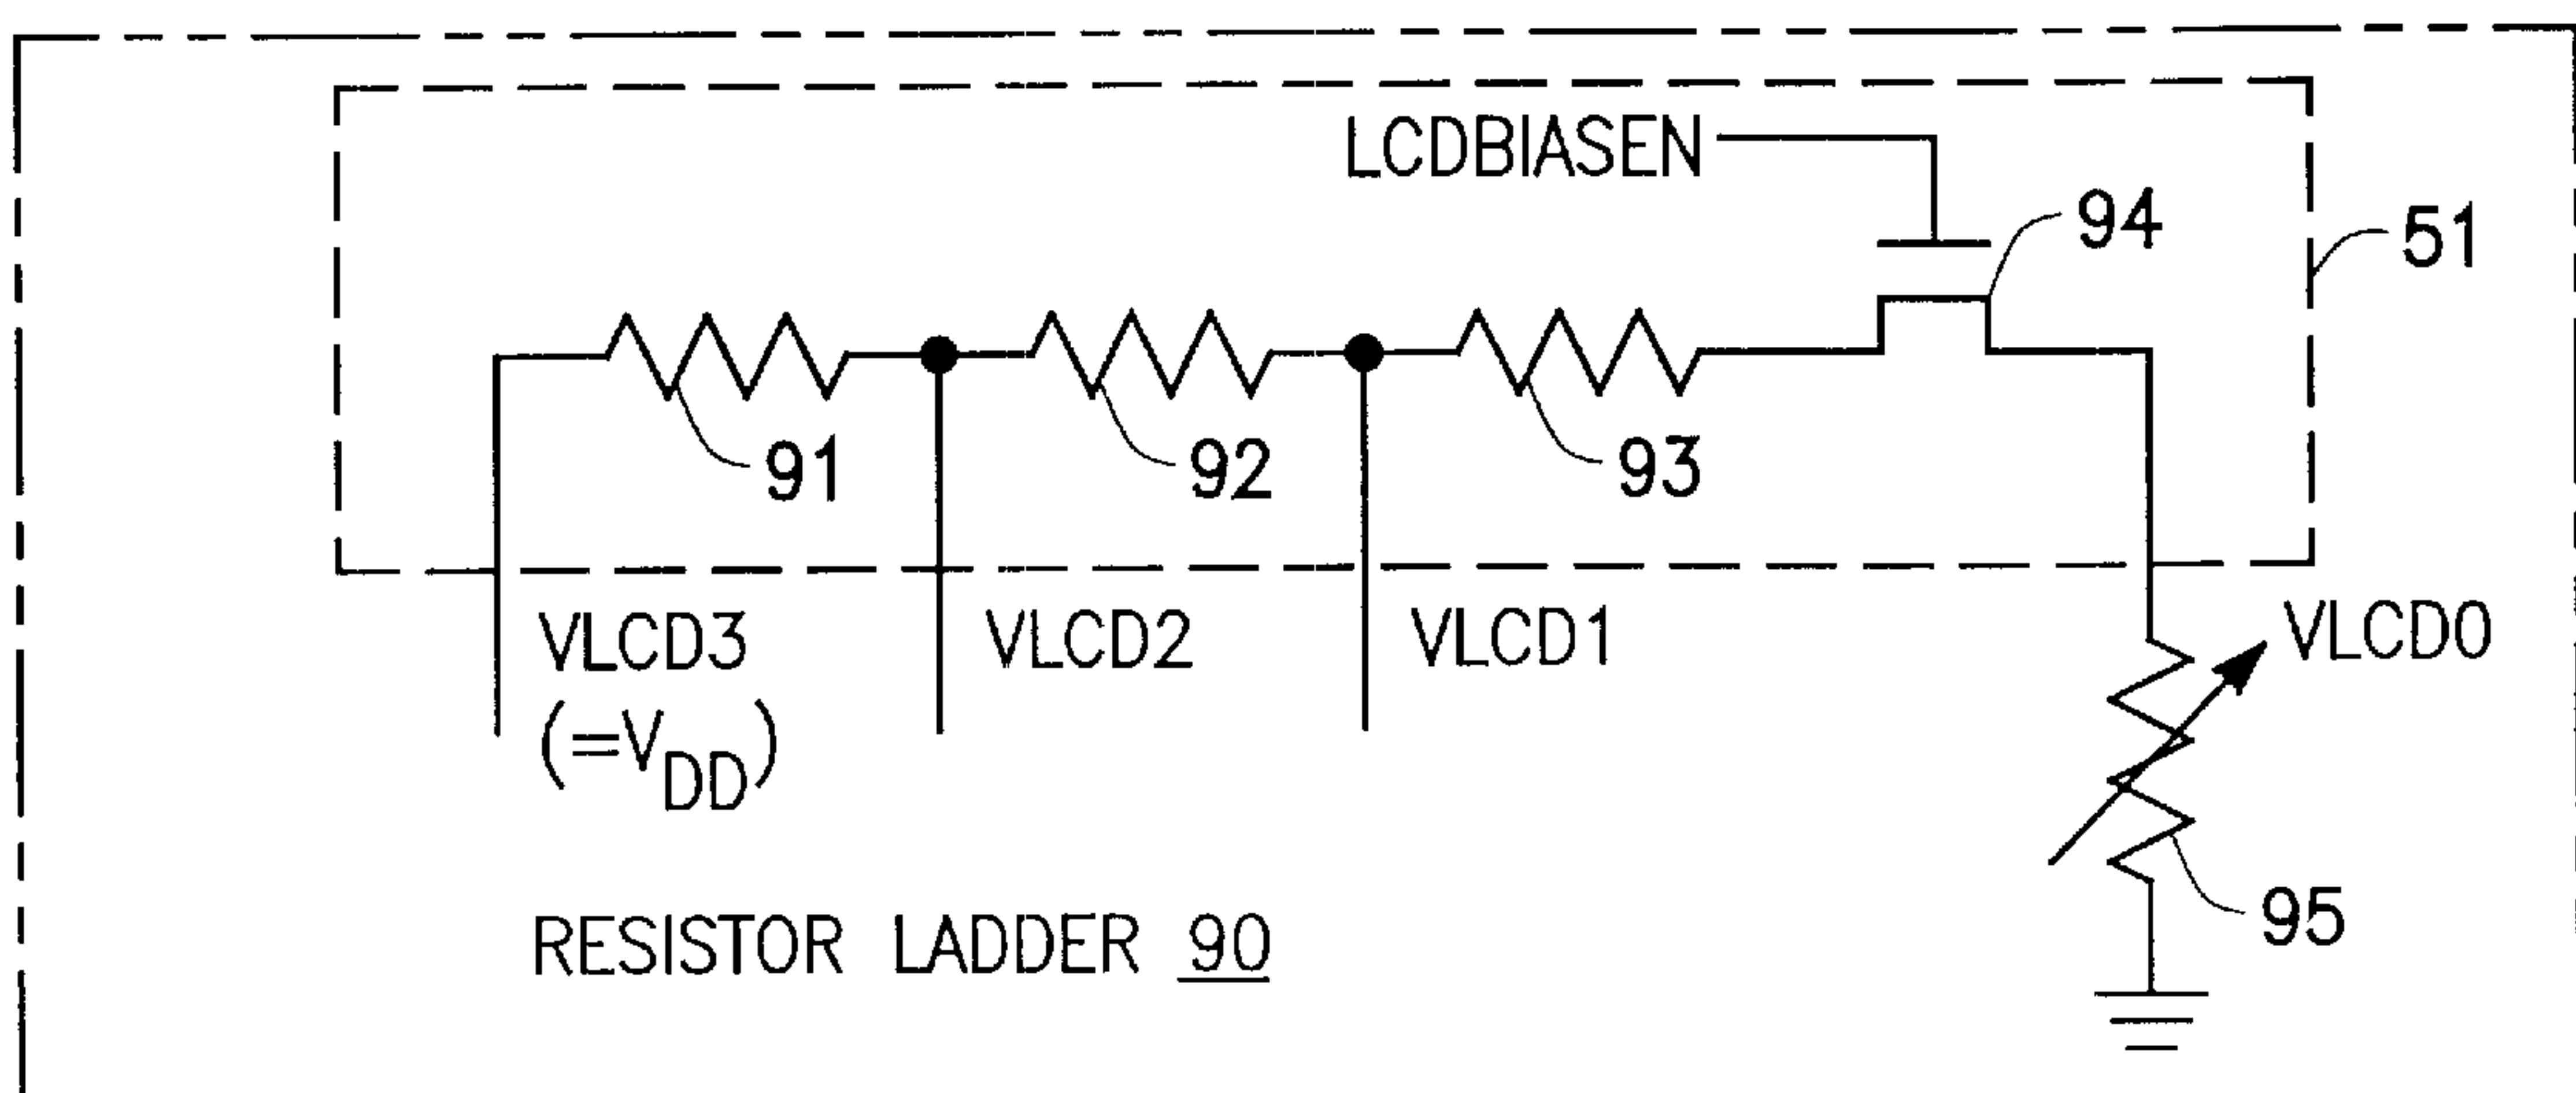 LCDBIASEN
94
51
91
92
93
VLCD3
(=VDD)
VLCD2
VLCD1
VLCD0
95
RESISTOR LADDER 90